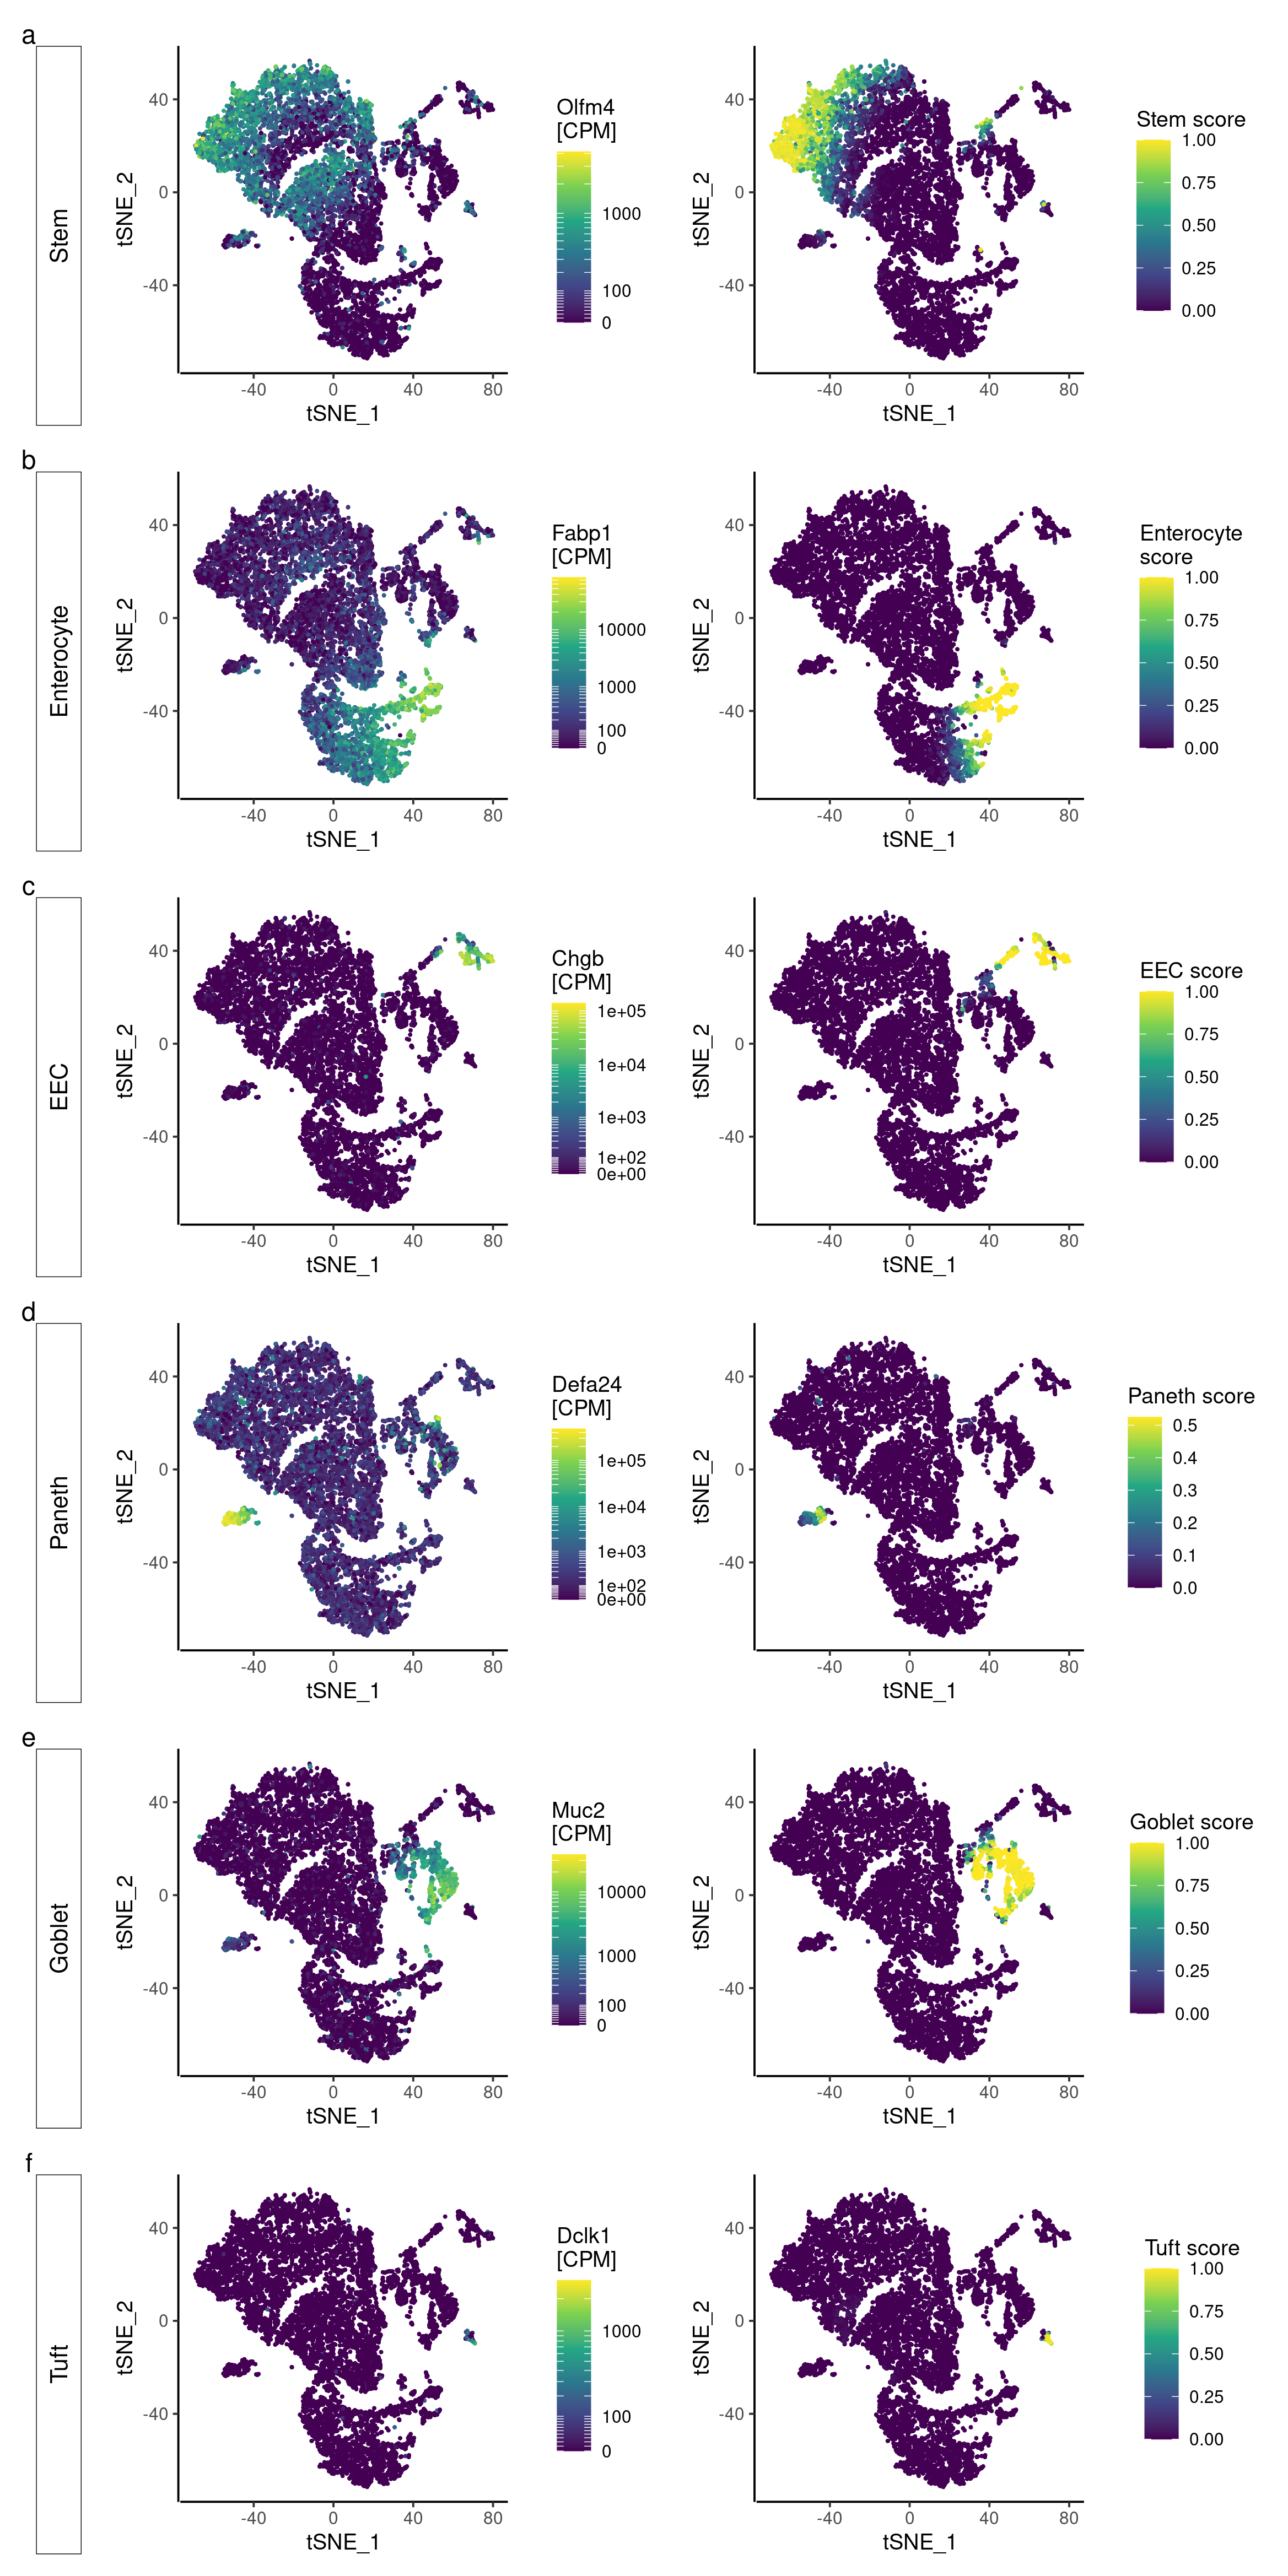 a
Stem
tSNE_2
40
0
-40
-40 0 40 80
tSNE_1
Olfm4
[CPM]
1000
100
0
tSNE_2
40
0
-40
-40 0 40 80
tSNE_1
Stem score
1.00
0.75
0.50
0.25
0.00
b
Enterocyte
tSNE_2
40
0
-40
-40 0 40 80
tSNE_1
Fabp1
[CPM]
10000
1000
100
0
tSNE_2
40
0
-40
-40 0 40 80
tSNE_1
Enterocyte
score
1.00
0.75
0.50
0.25
0.00
c
EEC
tSNE_2
40
0
-40
-40 0 40 80
tSNE_1
Chgb
[CPM]
1e+05
1e+04
1e+03
1e+02
0e+00
tSNE_2
40
0
-40
-40 0 40 80
tSNE_1
EEC score
1.00
0.75
0.50
0.25
0.00
d
Paneth
tSNE_2
40
0
-40
-40 0 40 80
tSNE_1
Defa24
[CPM]
1e+05
1e+04
1e+03
1e+02
0e+00
tSNE_2
40
0
-40
-40 0 40 80
tSNE_1
Paneth score
0.5
0.4
0.3
0.2
0.1
0.0
e
Goblet
tSNE_2
40
0
-40
-40 0 40 80
tSNE_1
Muc2
[CPM]
10000
1000
100
0
tSNE_2
40
0
-40
-40 0 40 80
tSNE_1
Goblet score
1.00
0.75
0.50
0.25
0.00
f
Tuft
tSNE_2
40
0
-40
-40 0 40 80
tSNE_1
Dclk1
[CPM]
1000
100
0
tSNE_2
40
0
-40
-40 0 40 80
tSNE_1
Tuft score
1.00
0.75
0.50
0.25
0.00